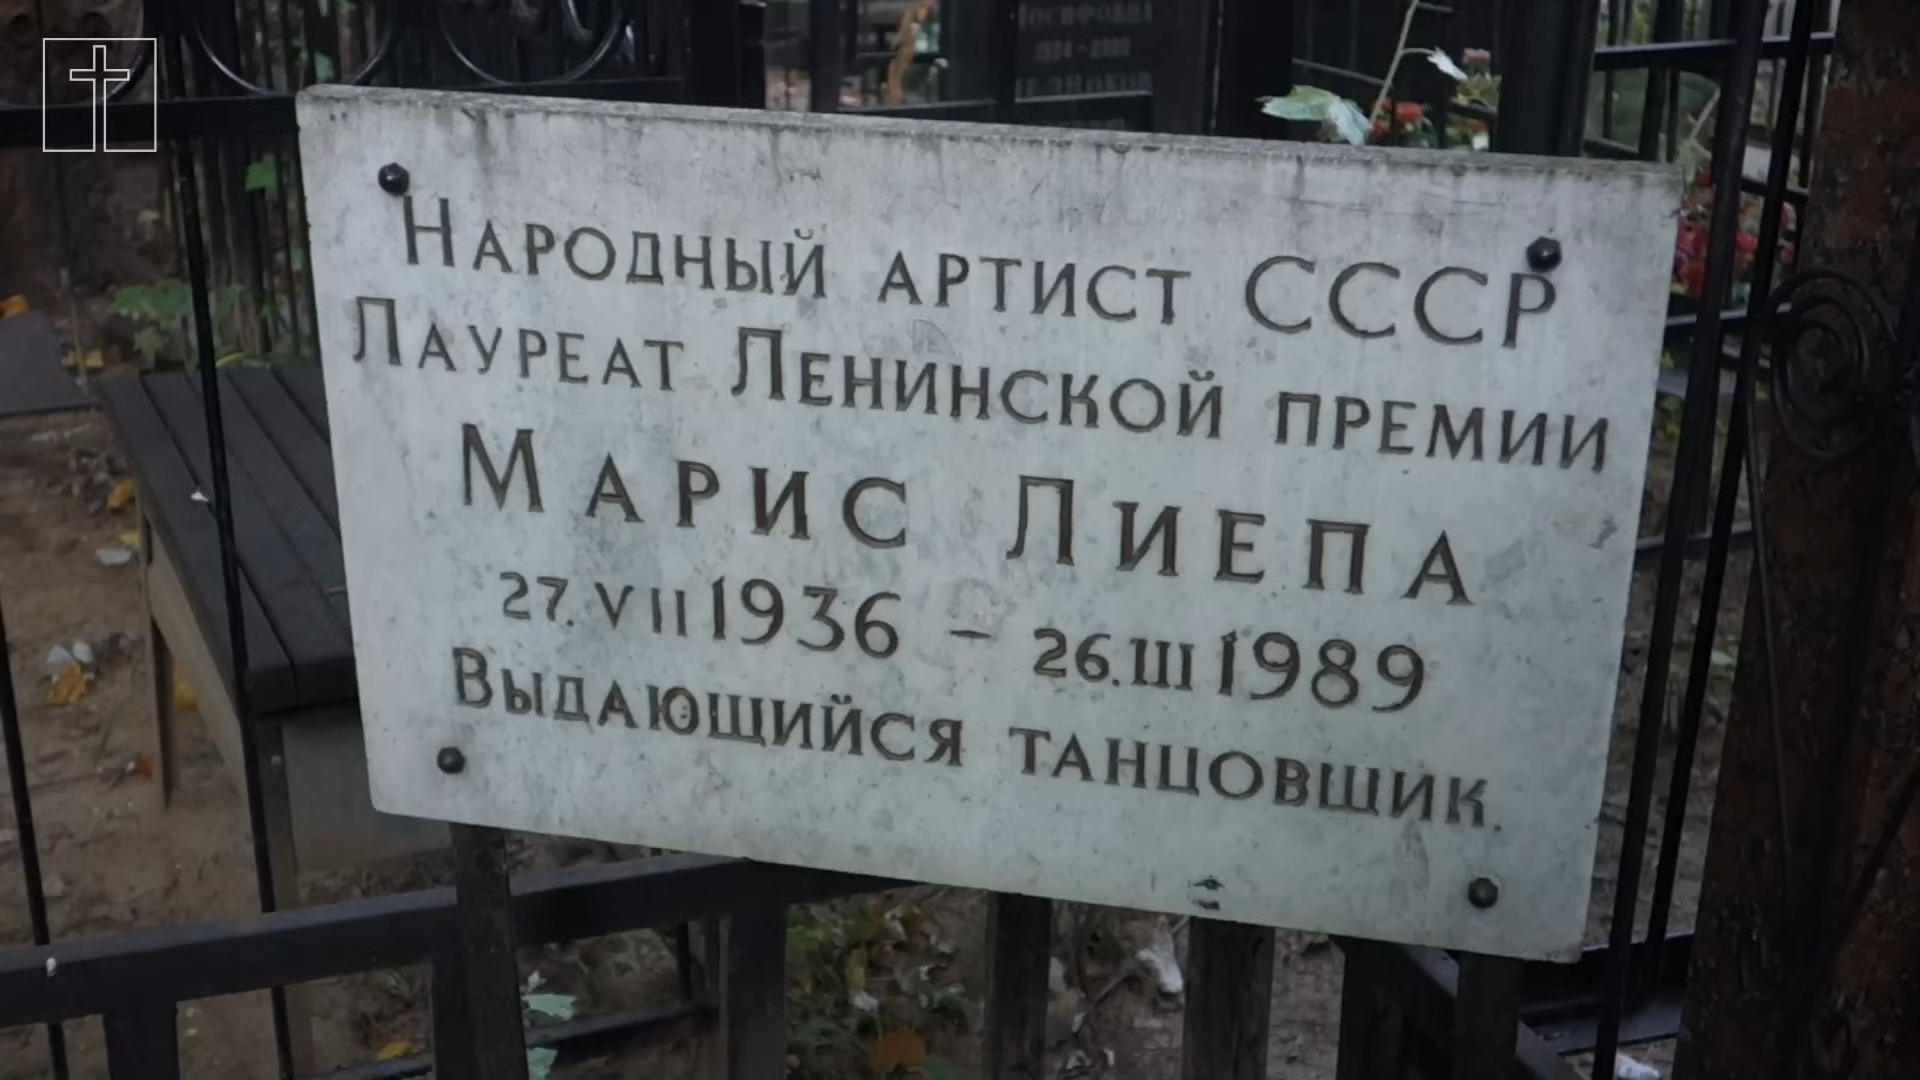 Народный артист СССР
Лауреат Ленинской премии
Марис Лиепа
27.VII 1936 – 26.III 1989
Выдающийся танцовщик.